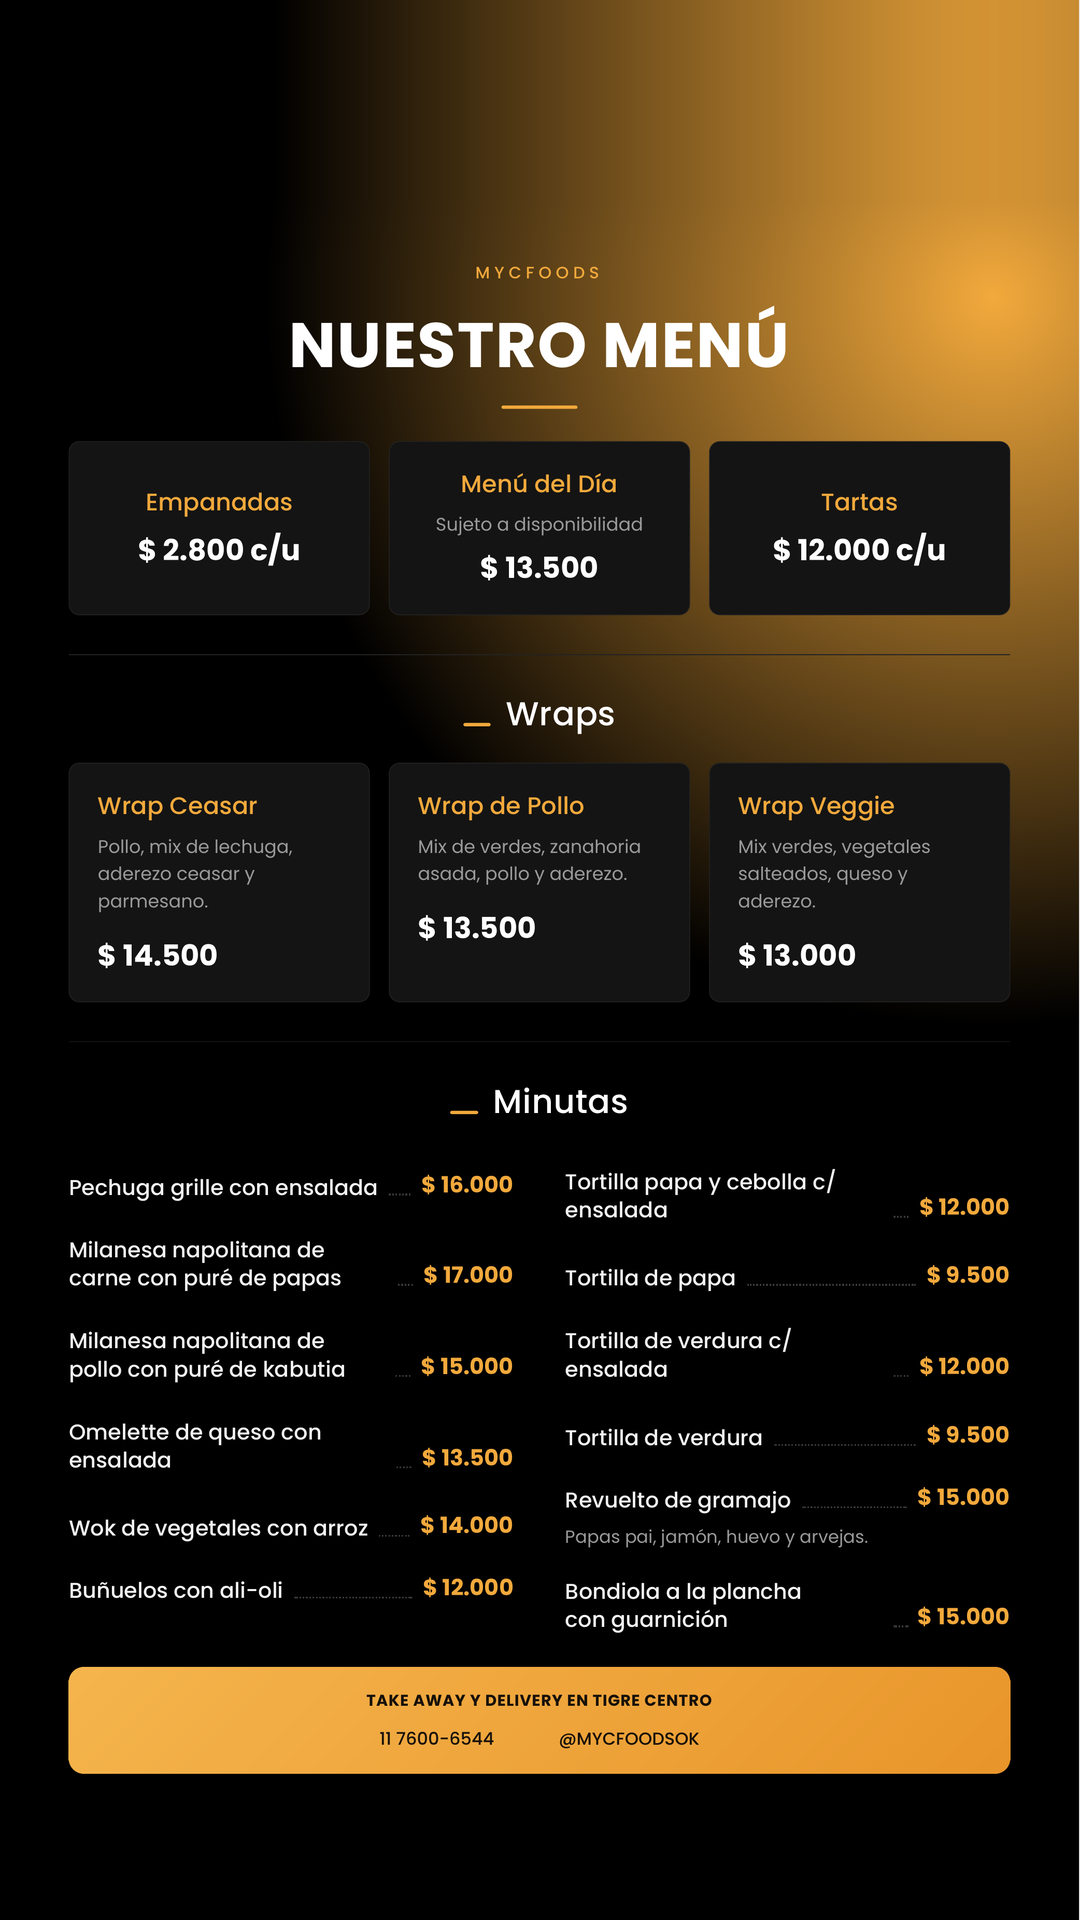 MYCFOODS
NUESTRO MENÚ
Empanadas
$ 2.800 c/u
Menú del Día
Sujeto a disponibilidad
$ 13.500
Tartas
$ 12.000 c/u
Wraps
Wrap Ceasar
Pollo, mix de lechuga,
aderezo ceasar y
parmesano.
$ 14.500
Wrap de Pollo
Mix de verdes, zanahoria
asada, pollo y aderezo.
$ 13.500
Wrap Veggie
Mix verdes, vegetales
salteados, queso y
aderezo.
$ 13.000
Minutas
Pechuga grille con ensalada $ 16.000
Milanesa napolitana de
carne con puré de papas $ 17.000
Milanesa napolitana de
pollo con puré de kabutia $ 15.000
Omelette de queso con
ensalada $ 13.500
Wok de vegetales con arroz $ 14.000
Buñuelos con ali-oli $ 12.000
Tortilla papa y cebolla c/
ensalada $ 12.000
Tortilla de papa $ 9.500
Tortilla de verdura c/
ensalada $ 12.000
Tortilla de verdura $ 9.500
Revuelto de gramajo $ 15.000
Papas pai, jamón, huevo y arvejas.
Bondiola a la plancha
con guarnición $ 15.000
TAKE AWAY Y DELIVERY EN TIGRE CENTRO
11 7600-6544 @MYCFOODSOK